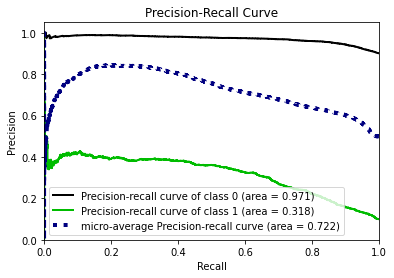 Precision-Recall Curve
1.0
0.8
0.6
0.4
0.2
0.0
Precision
Precision-recall curve of class 0 (area = 0.971)
Precision-recall curve of class 1 (area = 0.318)
micro-average Precision-recall curve (area = 0.722)
0.0 0.2 0.4 0.6 0.8 1.0
Recall